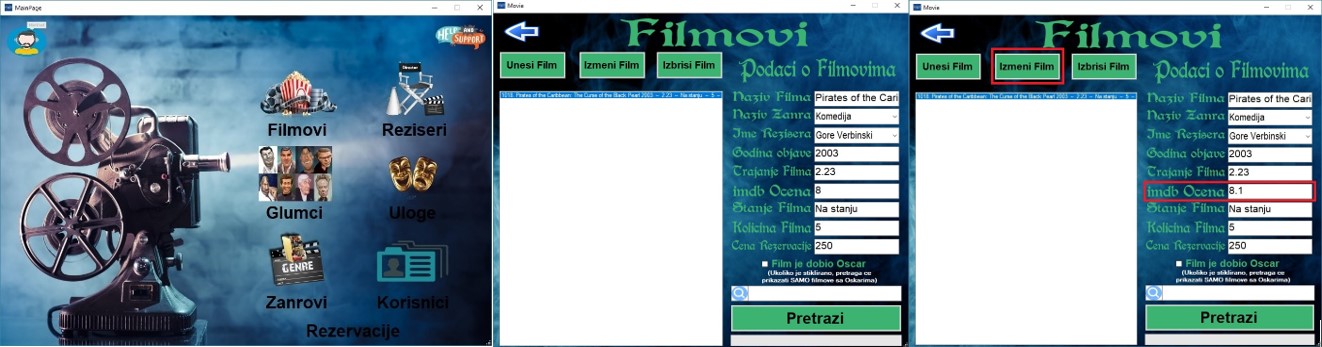 MainPage
HELP AND SUPPORT
Director
Filmovi
Reziseri
Glumci
Uloge
GENRE
Zanrovi
Korisnici
Rezervacije
Movie
Filmovi
Unesi Film
Izmeni Film
Izbrisi Film
Podaci o Filmovima
1018. Pirates of the Caribbean: The Curse of the Black Pearl 2003 -- 2.23 -- Na stanju -- 5 --
Naziv Filma Pirates of the Cari
Naziv Zanra Komedija
Ime Rezisera Gore Verbinski
Godina objave 2003
Trajanje Filma 2.23
imdb Ocena 8
Stanje Filma Na stanju
Kolicina Filma 5
Cena Rezervacije 250
Film je dobio Oscar
(Ukoliko je stiklirano, pretraga ce
prikazati SAMO filmove sa Oskarima)
Pretrazi
Movie
Filmovi
Unesi Film
Izmeni Film
Izbrisi Film
Podaci o Filmovima
1018. Pirates of the Caribbean: The Curse of the Black Pearl 2003 -- 2.23 -- Na stanju -- 5 --
Naziv Filma Pirates of the Cari
Naziv Zanra Komedija
Ime Rezisera Gore Verbinski
Godina objave 2003
Trajanje Filma 2.23
imdb Ocena 8.1
Stanje Filma Na stanju
Kolicina Filma 5
Cena Rezervacije 250
Film je dobio Oscar
(Ukoliko je stiklirano, pretraga ce
prikazati SAMO filmove sa Oskarima)
Pretrazi